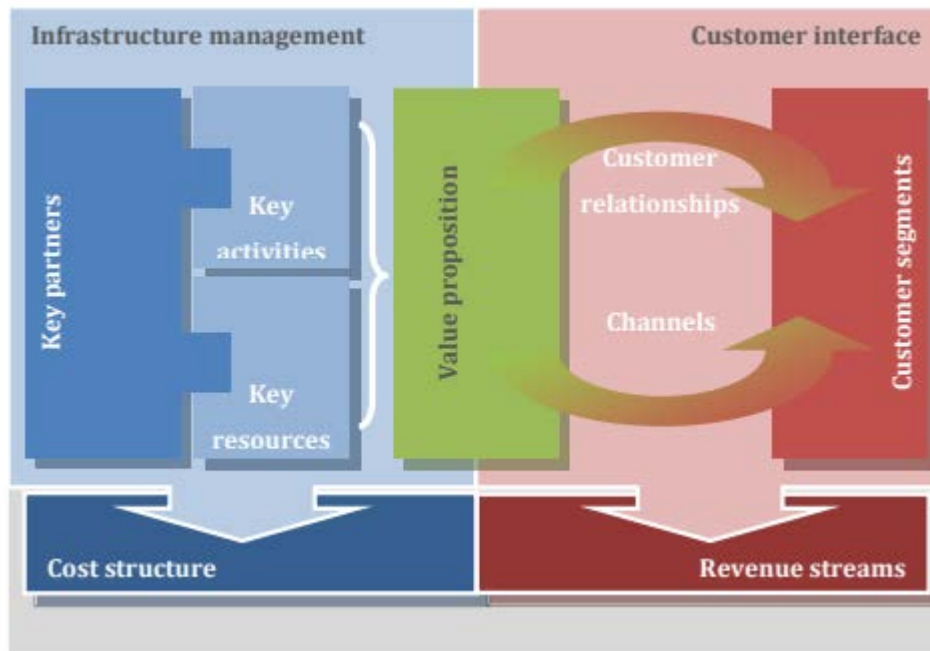 Infrastructure management
Customer interface
Key partners
Key
activities
Key
resources
Value proposition
Customer
relationships
Channels
Customer segments
Cost structure
Revenue streams